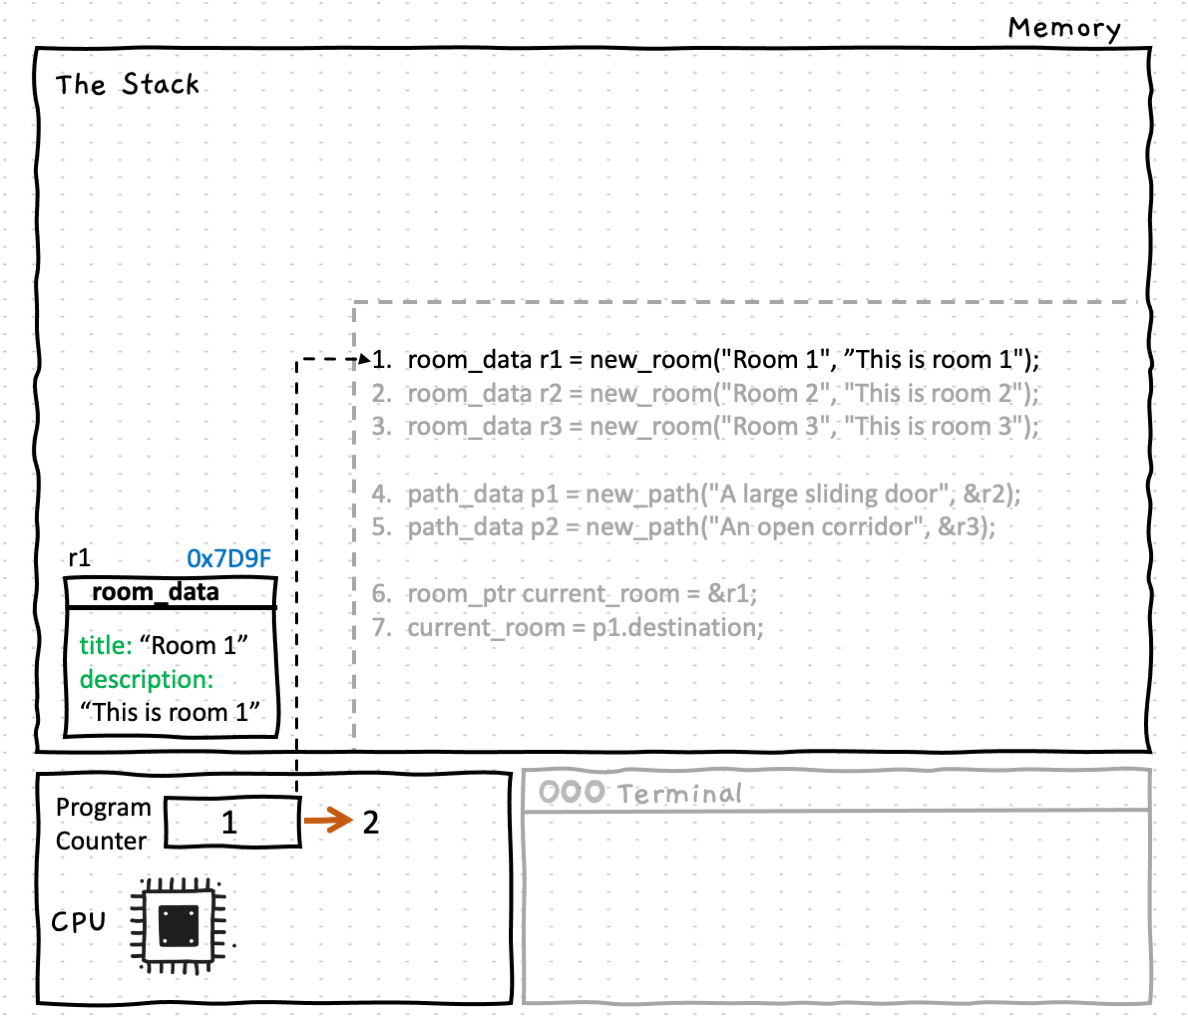 Memory
The Stack
1. room_data r1 = new_room("Room 1", ”This is room 1");
2. room_data r2 = new_room("Room 2", "This is room 2");
3. room_data r3 = new_room("Room 3", "This is room 3");
4. path_data p1 = new_path("A large sliding door", &r2);
5. path_data p2 = new_path("An open corridor", &r3);
6. room_ptr current_room = &r1;
7. current_room = p1.destination;
r1 0x7D9F
room_data
title: “Room 1”
description:
“This is room 1”
Program
Counter
1
2
CPU
Terminal